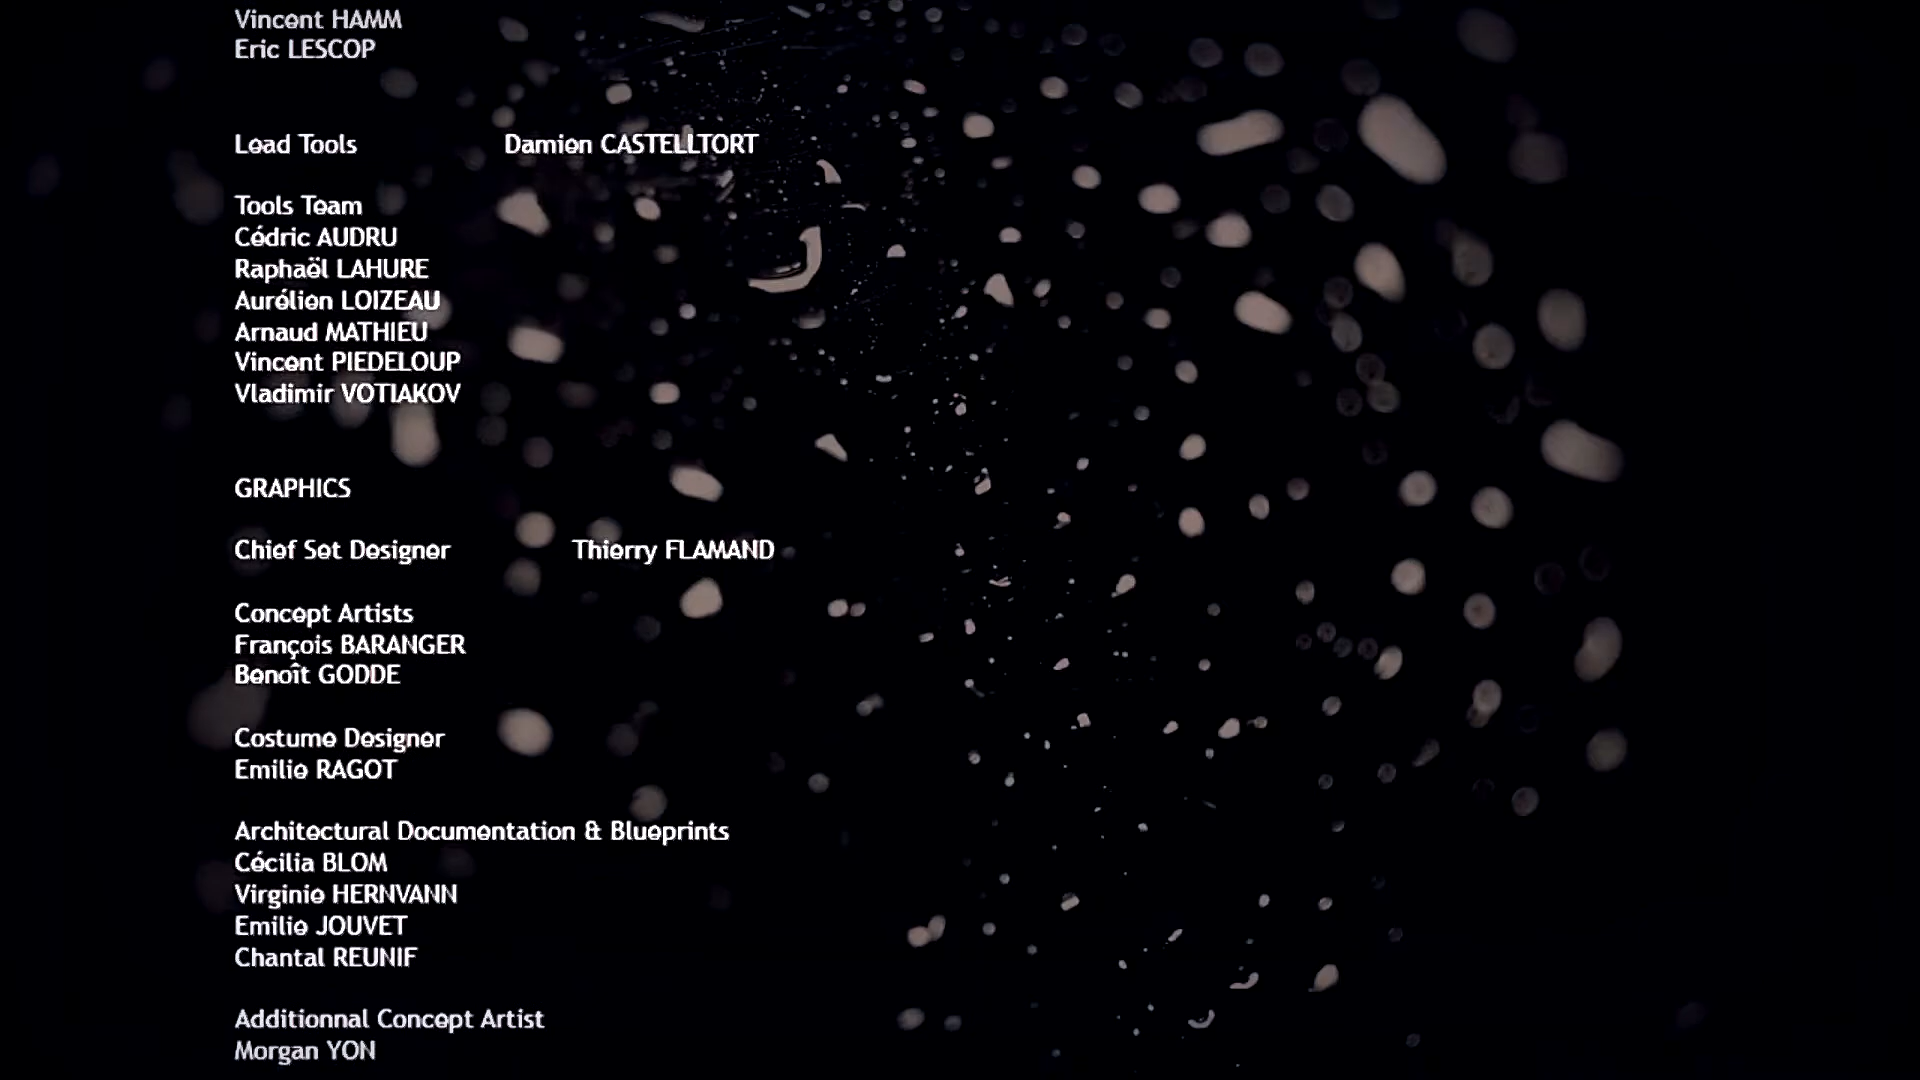 Vincent HAMM
Eric LESCOP
Lead Tools Damien CASTELLTORT
Tools Team
Cédric AUDRU
Raphaël LAHURE
Aurélien LOIZEAU
Arnaud MATHIEU
Vincent PIEDELOUP
Vladimir VOTIAKOV
GRAPHICS
Chief Set Designer Thierry FLAMAND
Concept Artists
François BARANGER
Benoît GODDE
Costume Designer
Emilie RAGOT
Architectural Documentation & Blueprints
Cécilia BLOM
Virginie HERNVANN
Emilie JOUVET
Chantal REUNIF
Additionnal Concept Artist
Morgan YON